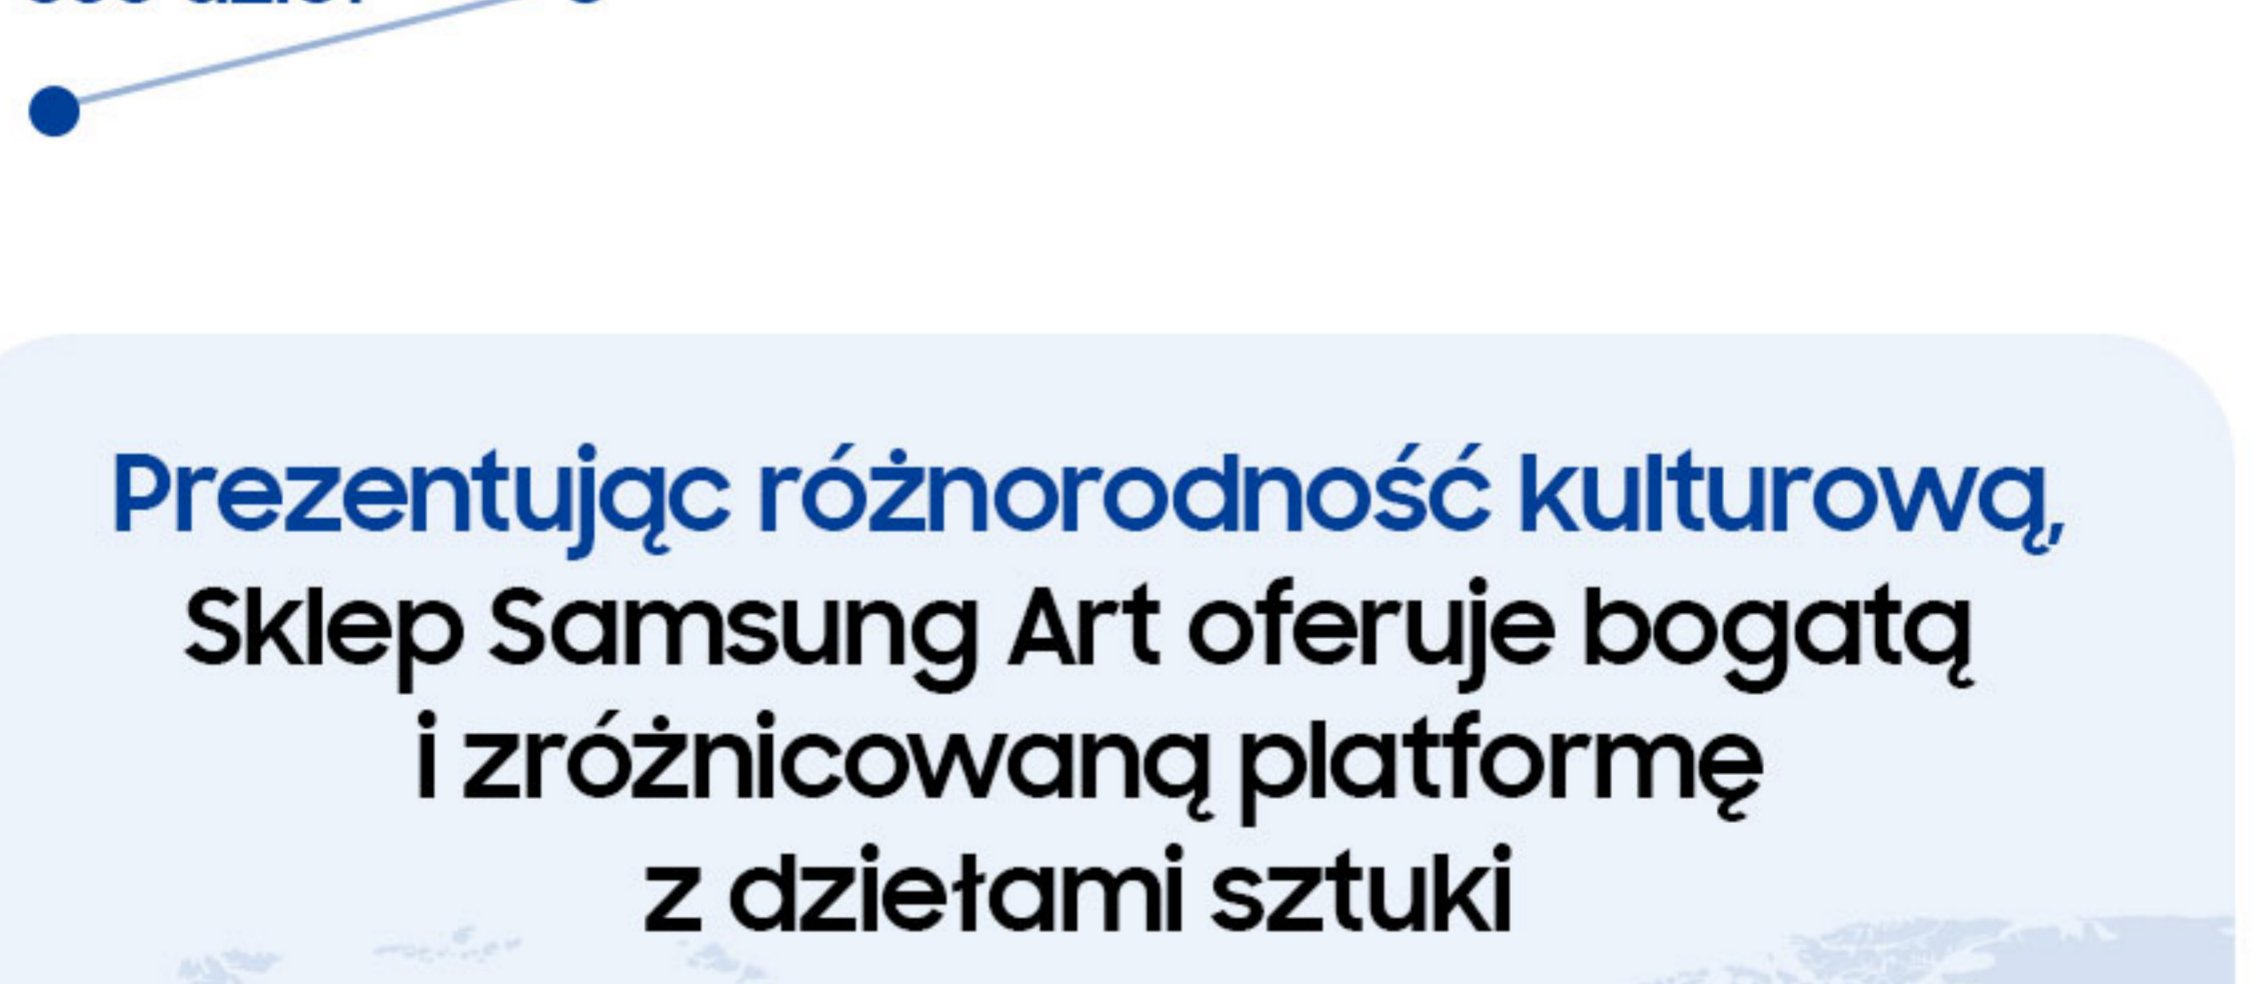 Prezentując różnorodność kulturową,
Sklep Samsung Art oferuje bogatą
i zróżnicowaną platformę
z dziełami sztuki